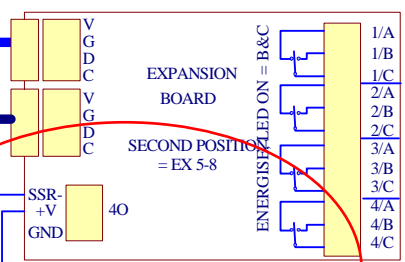 V
G
D
C
V
G
D
C
EXPANSION
BOARD
SECOND POSITION
= EX 5-8
SSR-
+V
GND
4O
ENERGISE/LED ON = B&C
1/A
1/B
1/C
2/A
2/B
2/C
3/A
3/B
3/C
4/A
4/B
4/C